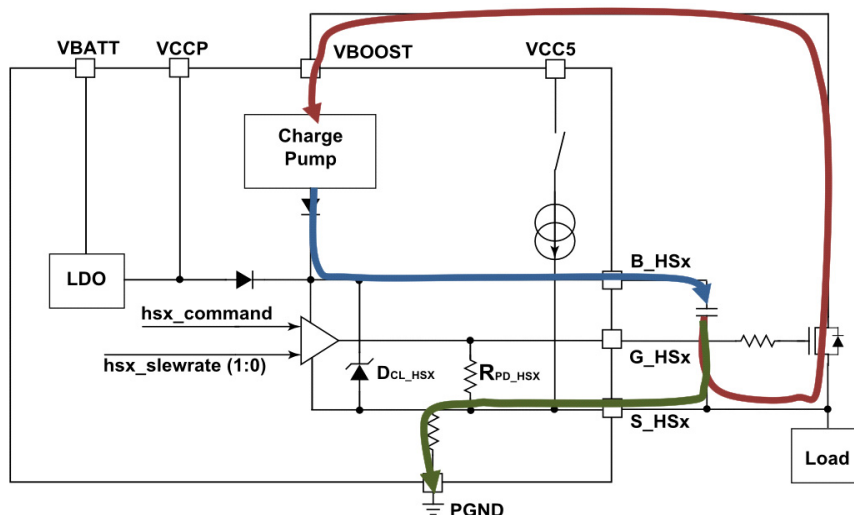 VBATT
VCCP
VBOOST
VCC5
Charge
Pump
LDO
B_HSx
hsx_command
G_HSx
hsx_slewrate (1:0)
DCL_HSX
RPD_HSX
S_HSx
Load
PGND